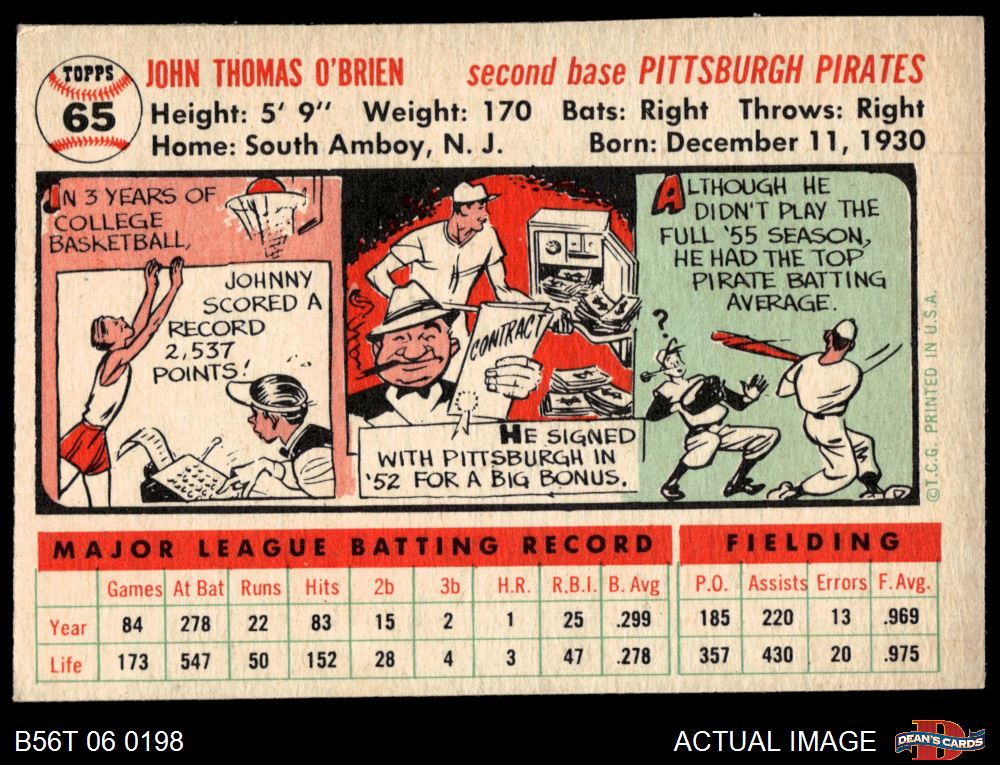 TOPPS
65
JOHN THOMAS O'BRIEN second base PITTSBURGH PIRATES
Height: 5' 9" Weight: 170 Bats: Right Throws: Right
Home: South Amboy, N. J. Born: December 11, 1930
IN 3 YEARS OF
COLLEGE
BASKETBALL,
JOHNNY
SCORED A
RECORD
2,537
POINTS!
CONTRACT
HE SIGNED
WITH PITTSBURGH IN
'52 FOR A BIG BONUS.
ALTHOUGH HE
DIDN'T PLAY THE
FULL '55 SEASON,
HE HAD THE TOP
PIRATE BATTING
AVERAGE.
?
©T.C.G. PRINTED IN U.S.A.
MAJOR LEAGUE BATTING RECORD FIELDING
Games At Bat Runs Hits 2b 3b H.R. R.B.I. B. Avg P.O. Assists Errors F. Avg.
Year 84 278 22 83 15 2 1 25 .299 185 220 13 .969
Life 173 547 50 152 28 4 3 47 .278 357 430 20 .975
B56T 06 0198 ACTUAL IMAGE DEAN'S CARDS